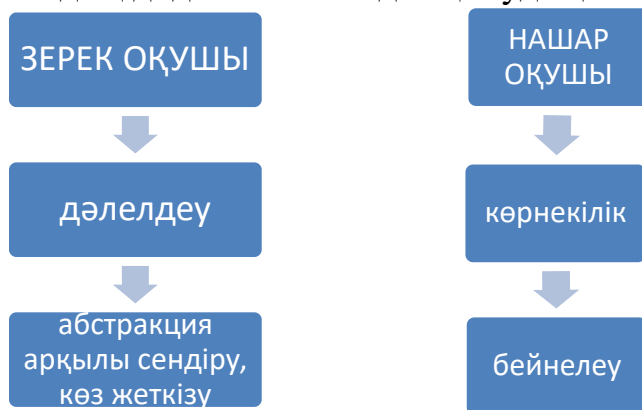 ЗЕРЕК ОҚУШЫ
дәлелдеу
абстракция
арқылы сендіру,
көз жеткізу
НАШАР
ОҚУШЫ
көрнекілік
бейнелеу